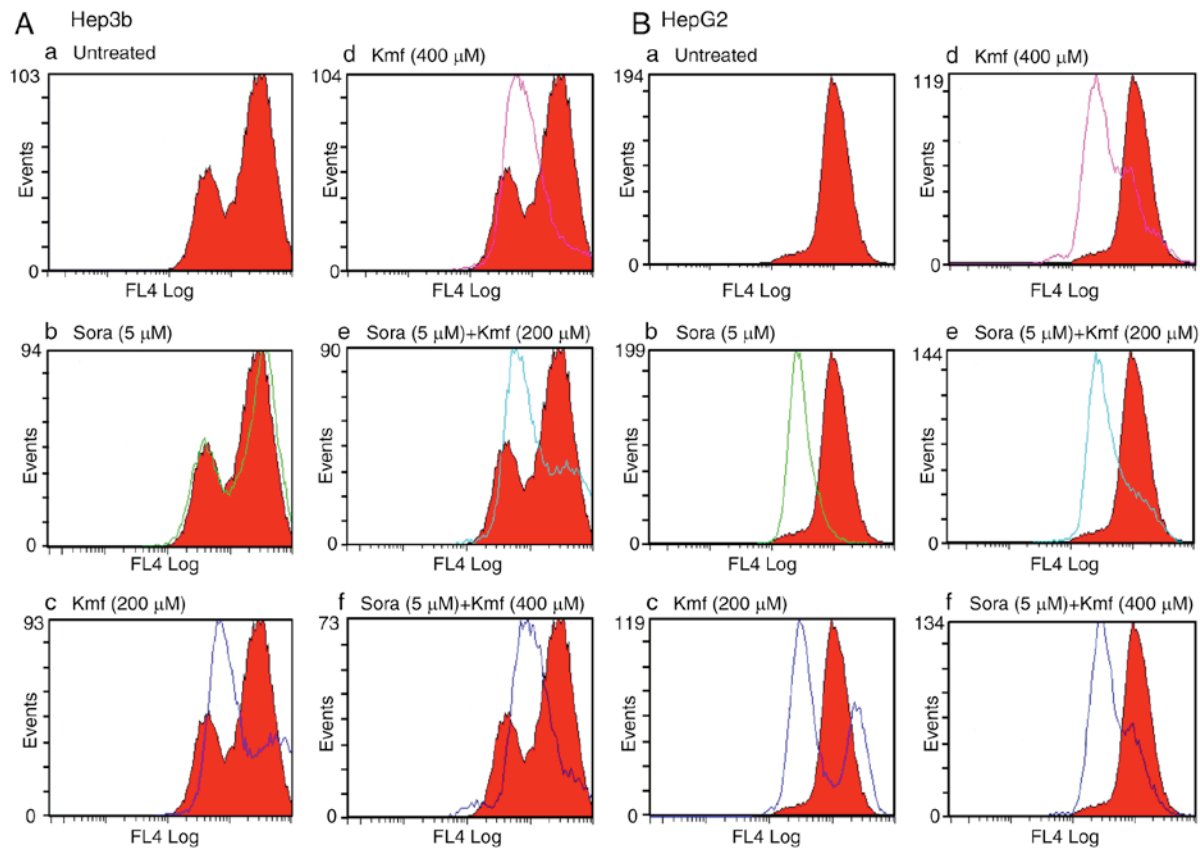 A Hep3b
B HepG2
a Untreated
103
Events
0
FL4 Log
d Kmf (400 μM)
104
Events
0
FL4 Log
a Untreated
194
Events
0
FL4 Log
d Kmf (400 μM)
119
Events
0
FL4 Log
b Sora (5 μM)
94
Events
0
FL4 Log
e Sora (5 μM)+Kmf (200 μM)
90
Events
0
FL4 Log
b Sora (5 μM)
199
Events
0
FL4 Log
e Sora (5 μM)+Kmf (200 μM)
144
Events
0
FL4 Log
c Kmf (200 μM)
93
Events
0
FL4 Log
f Sora (5 μM)+Kmf (400 μM)
73
Events
0
FL4 Log
c Kmf (200 μM)
119
Events
0
FL4 Log
f Sora (5 μM)+Kmf (400 μM)
134
Events
0
FL4 Log